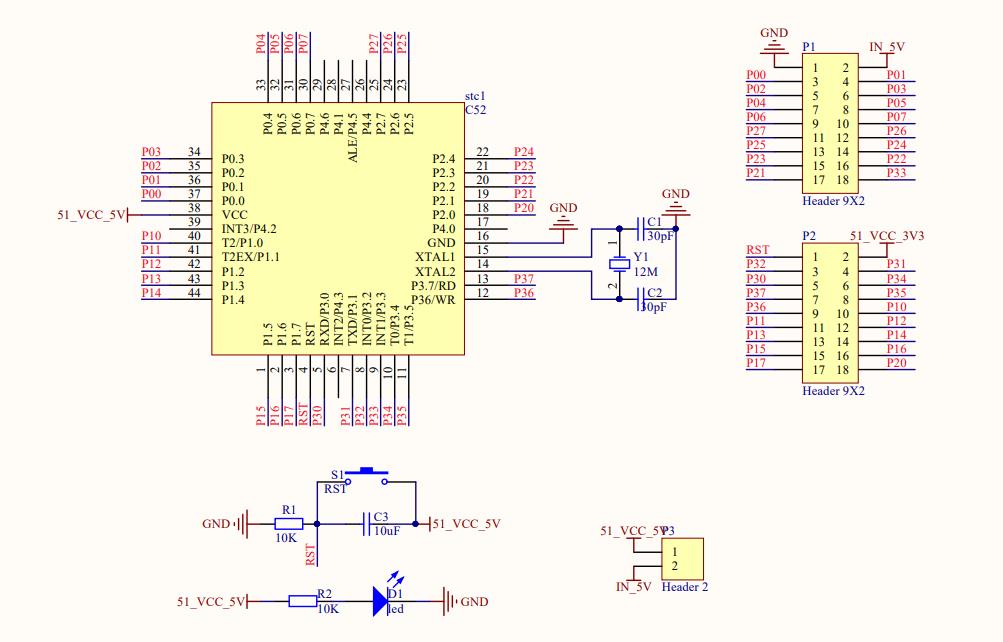 P04 P05 P06 P07 P27 P26 P25
33 32 31 30 29 28 27 26 25 24 23
stc1
C52
P0.4 P0.5 P0.6 P0.7 P4.6 P4.1 ALE/P4.5 P4.4 P2.7 P2.6 P2.5
P03 34 P0.3 P2.4 22 P24
P02 35 P0.2 P2.3 21 P23
P01 36 P0.1 P2.2 20 P22
P00 37 P0.0 P2.1 19 P21
51_VCC_5V 38 VCC P2.0 18 P20
39 INT3/P4.2 P4.0 17
P10 40 T2/P1.0 GND 16 GND
P11 41 T2EX/P1.1 XTAL1 15
P12 42 P1.2 XTAL2 14
P13 43 P1.3 P3.7/RD 13 P37
P14 44 P1.4 P36/WR 12 P36
P1.5 P1.6 P1.7 RST RXD/P3.0 INT2/P4.3 TXD/P3.1 INT0/P3.2 INT1/P3.3 T0/P3.4 T1/P3.5
1 2 3 4 5 6 7 8 9 10 11
P15 P16 P17 RST P30 P31 P32 P33 P34 P35
GND
C1
30pF
1
Y1
12M
2
C2
30pF
GND
P1 IN_5V
1 2
P00 3 4 P01
P02 5 6 P03
P04 7 8 P05
P06 9 10 P07
P27 11 12 P26
P25 13 14 P24
P23 15 16 P22
P21 17 18 P33
Header 9X2
P2 51_VCC_3V3
RST 1 2
P32 3 4 P31
P30 5 6 P34
P37 7 8 P35
P36 9 10 P10
P11 11 12 P12
P13 13 14 P14
P15 15 16 P16
P17 17 18 P20
Header 9X2
S1
RST
GND R1 C3 51_VCC_5V
10K 10uF
RST
51_VCC_5V R2 D1 GND
10K led
51_VCC_5V P3
1
2
IN_5V Header 2